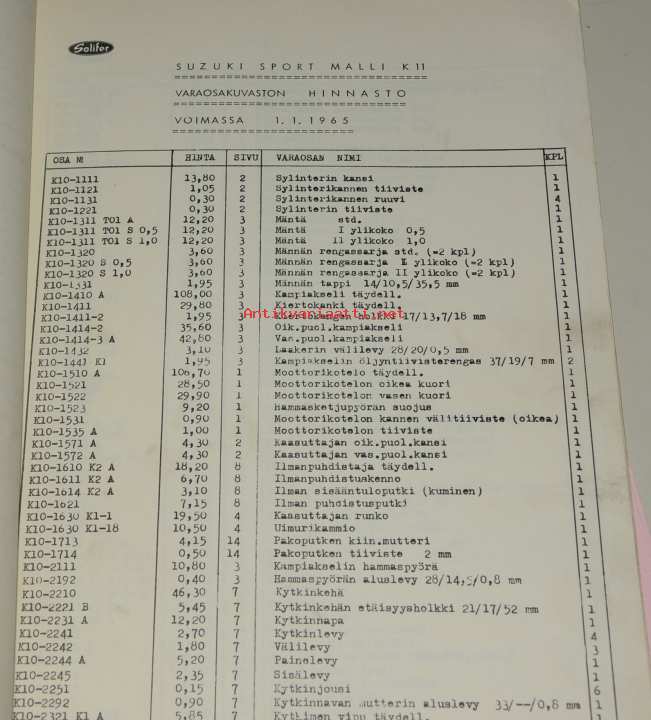 Solifer
SUZUKI SPORT MALLI K11
VARAOSAKUVASTON HINNASTO
VOIMASSA 1.1.1965
OSA N HINTA SIVU VARAOSAN NIMI KPL
K10-1111 13,80 2 Sylinterin kansi 1
K10-1121 1,05 2 Sylinterikannen tiiviste 1
K10-1131 0,30 2 Sylinterikannen ruuvi 4
K10-1221 0,30 2 Sylinterin tiiviste 1
K10-1311 T01 A 12,20 3 Mäntä std. 1
K10-1311 T01 S 0,5 12,20 3 Mäntä I ylikoko 0,5 1
K10-1311 T01 S 1,0 12,20 3 Mäntä II ylikoko 1,0 1
K10-1320 3,60 3 Männän rengassarja std. (=2 kpl) 1
K10-1320 S 0,5 3,60 3 Männän rengassarja I ylikoko (=2 kpl) 1
K10-1320 S 1,0 3,60 3 Männän rengassarja II ylikoko (=2 kpl) 1
K10-1331 1,95 3 Männän tappi 14/10,5/35,5 mm 1
K10-1410 A 108,00 3 Kampiakseli täydell. 1
K10-1411 29,80 3 Kiertokanki täydell. 1
Antikvariaatti.net
K10-1411-2 1,95 3 Kiertokangen holkki 17/13,7/18 mm 1
K10-1414-2 35,60 3 Oik.puol.kampiakseli 1
K10-1414-3 A 42,80 3 Vas.puol.kampiakseli 1
K10-1432 3,10 3 Laakerin välilevy 28/20/0,5 mm 1
K10-1441 K1 1,95 3 Kampiakselin öljyntiivisterengas 37/19/7 mm 2
K10-1510 A 108,70 1 Moottorikotelo täydell. 1
K10-1521 28,50 1 Moottorikotelon oikea kuori 1
K10-1522 29,90 1 Moottorikotelon vasen kuori 1
K10-1523 9,20 1 Hammasketjupyörän suojus 1
K10-1531 0,90 1 Moottorikotelon kannen välitiiviste (oikea) 1
K10-1535 A 1,00 1 Moottorikotelon tiiviste 1
K10-1571 A 4,30 2 Kaasuttajan oik.puol.kansi 1
K10-1572 A 4,30 2 Kaasuttajan vas.puol.kansi 1
K10-1610 K2 A 18,20 8 Ilmanpuhdistaja täydell. 1
K10-1611 K2 A 6,70 8 Ilmanpuhdistuskenno 1
K10-1614 K2 A 3,10 8 Ilman sisääntuloputki (kuminen) 1
K10-1621 7,15 8 Ilman puhdistusputki 1
K10-1630 K1-1 19,50 4 Kaasuttajan runko 1
K10-1630 K1-18 10,50 4 Uimurikammio 1
K10-1713 4,15 14 Pakoputken kiin.mutteri 1
K10-1714 0,50 14 Pakoputken tiiviste 2 mm 1
K10-2111 10,80 3 Kampiakselin hammaspyörä 1
K10-2192 0,40 3 Hammaspyörän aluslevy 28/14,5/0,8 mm 1
K10-2210 46,30 7 Kytkinkehä 1
K10-2221 B 5,45 7 Kytkinkehän etäisyysholkki 21/17/52 mm 1
K10-2231 A 12,20 7 Kytkinnapa 1
K10-2241 2,70 7 Kytkinlevy 4
K10-2242 1,80 7 Välilevy 3
K10-2244 A 5,20 7 Painelevy 1
K10-2245 2,35 7 Sisälevy 1
K10-2251 0,15 7 Kytkinjousi 6
K10-2292 0,90 7 Kytkinnavan mutterin aluslevy 33/--/0,8 mm 1
K10-2321 K1 A 5,85 7 Kytkimen vipu täydell.